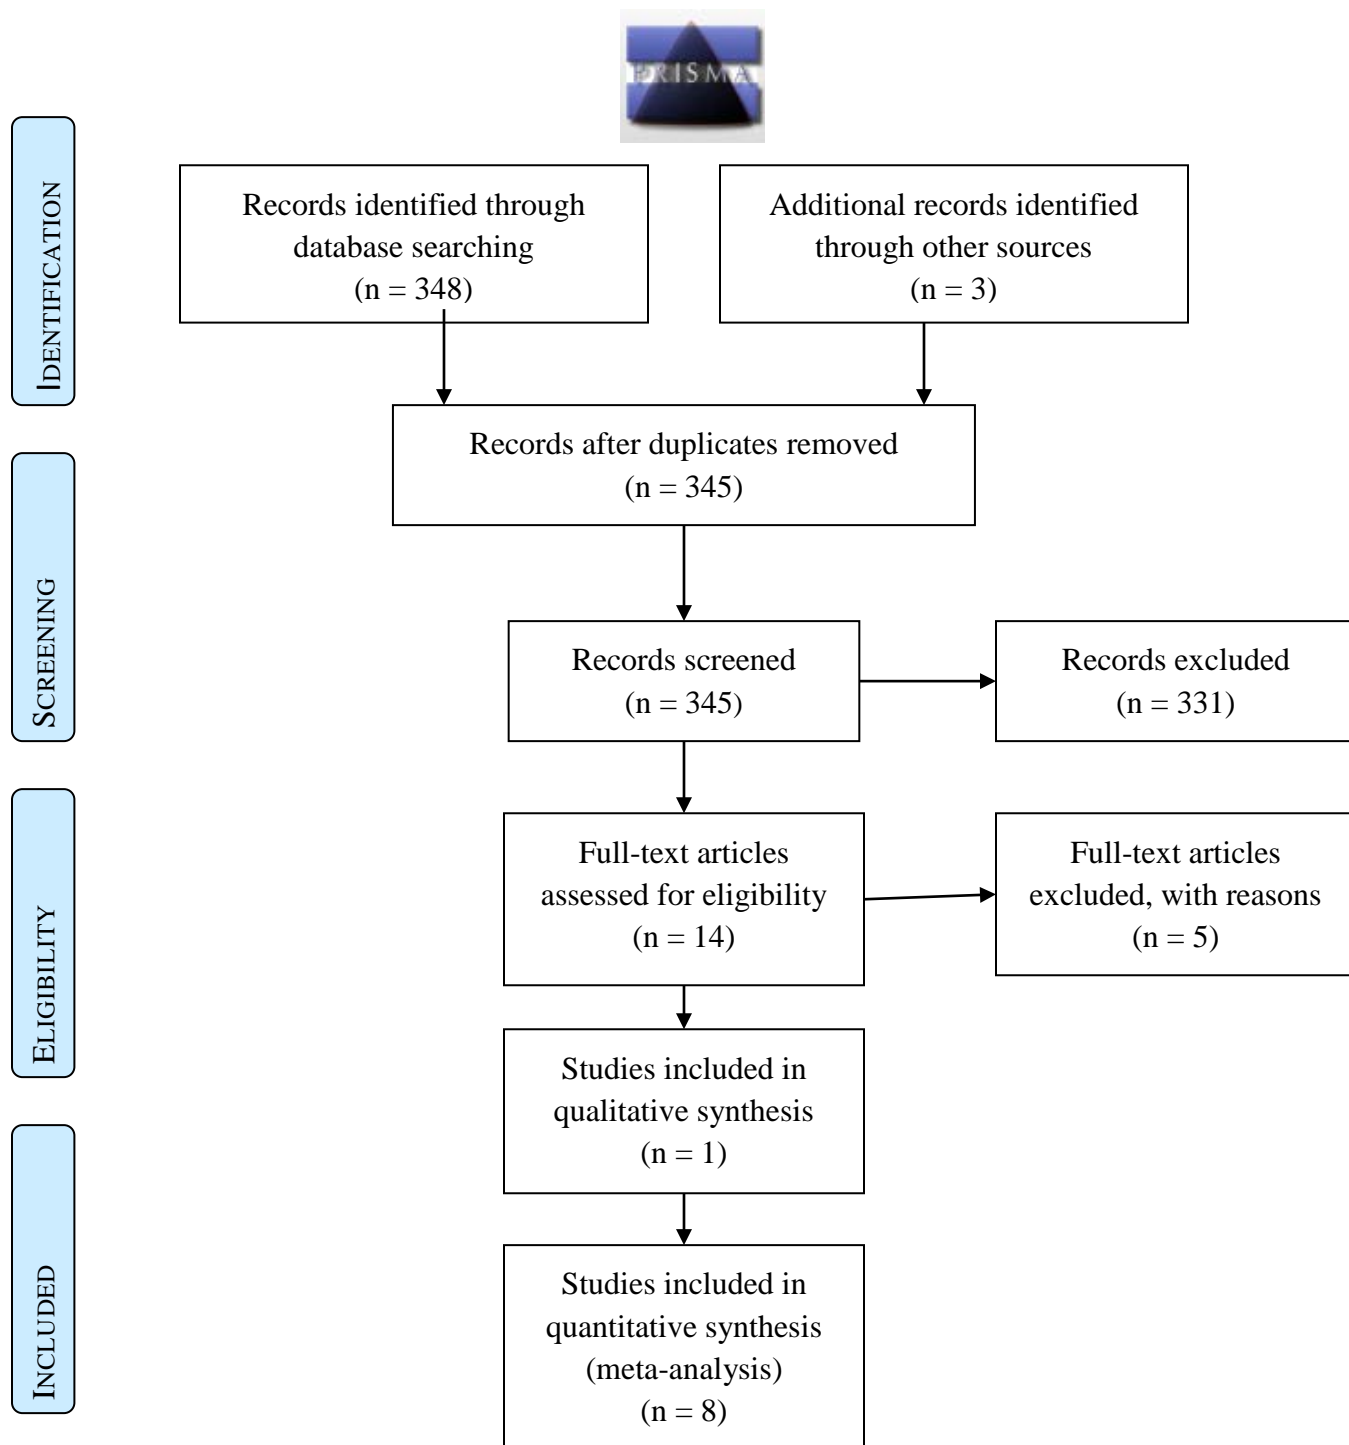 PRISMA
IDENTIFICATION
Records identified through
database searching
(n = 348)
Additional records identified
through other sources
(n = 3)
Records after duplicates removed
(n = 345)
SCREENING
Records screened
(n = 345)
Records excluded
(n = 331)
ELIGIBILITY
Full-text articles
assessed for eligibility
(n = 14)
Full-text articles
excluded, with reasons
(n = 5)
Studies included in
qualitative synthesis
(n = 1)
INCLUDED
Studies included in
quantitative synthesis
(meta-analysis)
(n = 8)